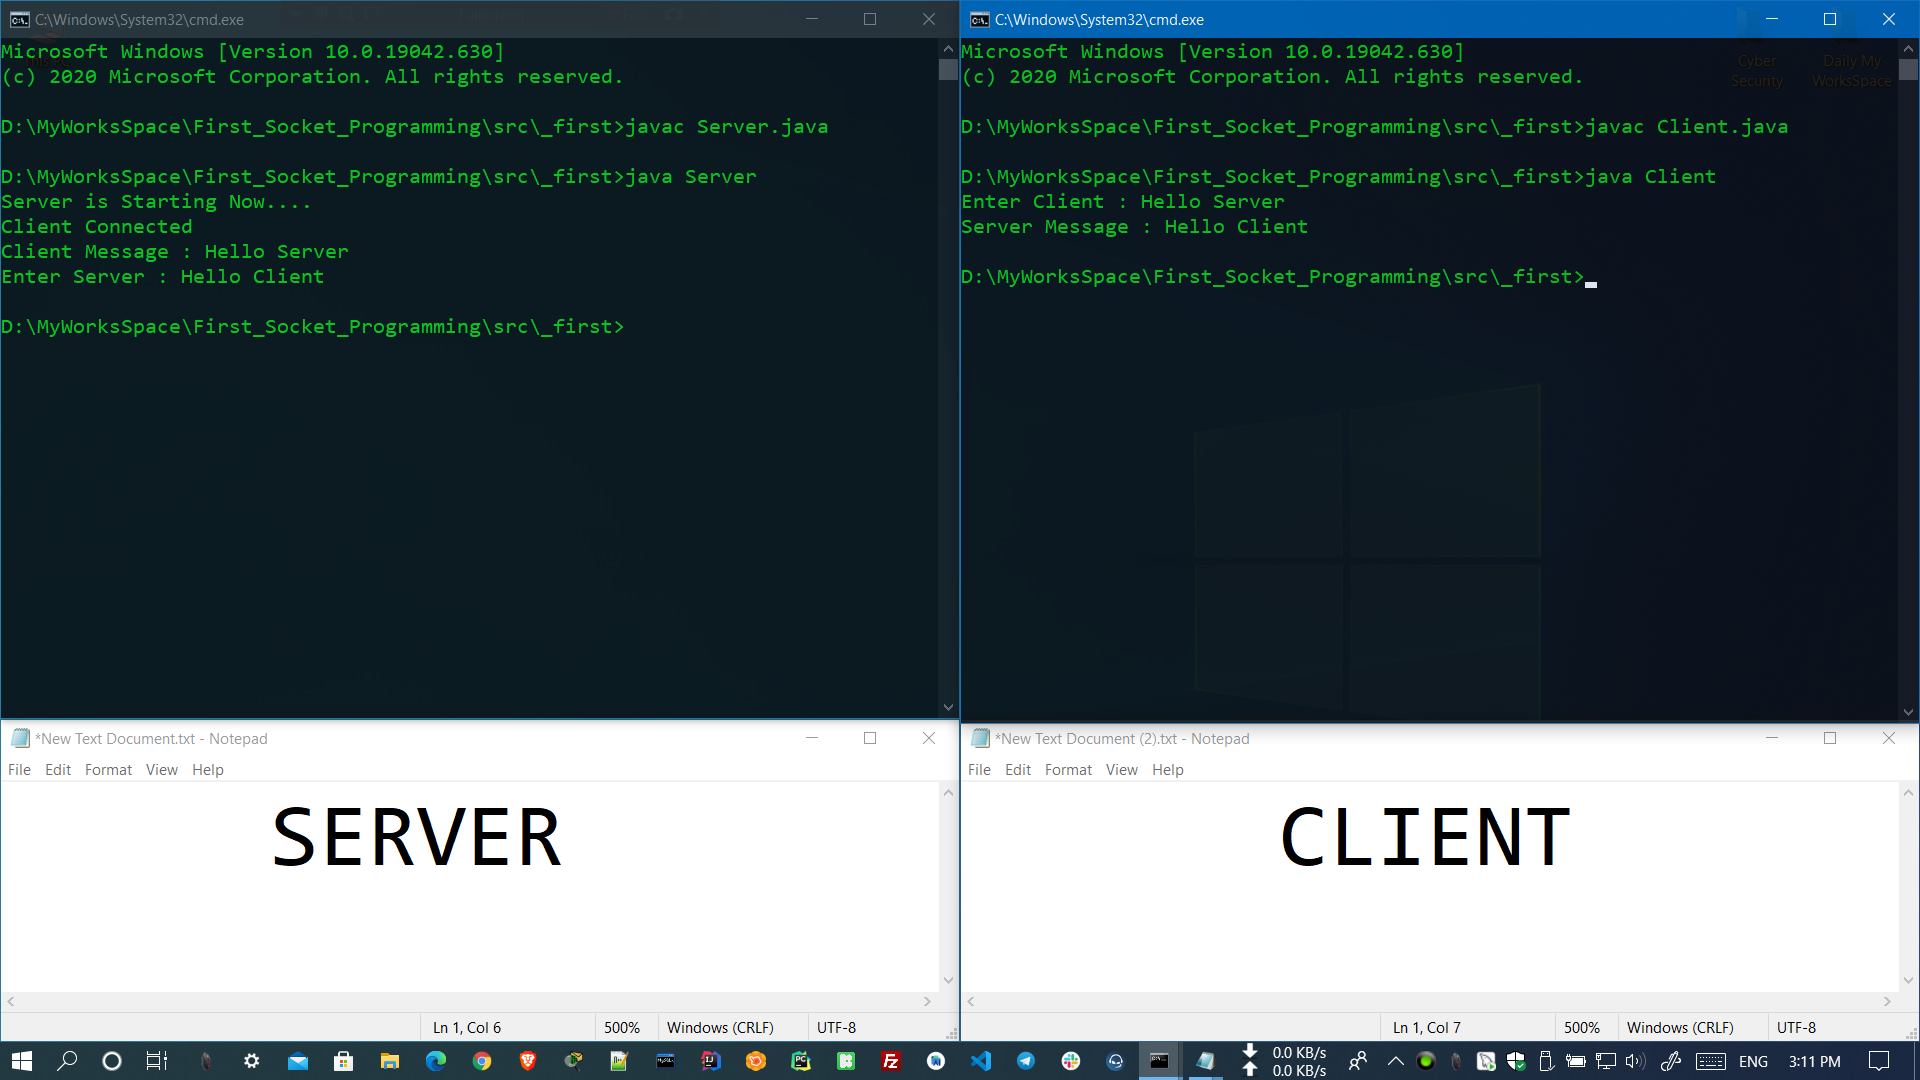 C:\Windows\System32\cmd.exe
Microsoft Windows [Version 10.0.19042.630]
(c) 2020 Microsoft Corporation. All rights reserved.
D:\MyWorksSpace\First_Socket_Programming\src\_first>javac Server.java
D:\MyWorksSpace\First_Socket_Programming\src\_first>java Server
Server is Starting Now....
Client Connected
Client Message : Hello Server
Enter Server : Hello Client
D:\MyWorksSpace\First_Socket_Programming\src\_first>
C:\Windows\System32\cmd.exe
Microsoft Windows [Version 10.0.19042.630]
(c) 2020 Microsoft Corporation. All rights reserved.
Cyber Security
Daily My WorksSpace
D:\MyWorksSpace\First_Socket_Programming\src\_first>javac Client.java
D:\MyWorksSpace\First_Socket_Programming\src\_first>java Client
Enter Client : Hello Server
Server Message : Hello Client
D:\MyWorksSpace\First_Socket_Programming\src\_first>
*New Text Document.txt - Notepad
File Edit Format View Help
SERVER
Ln 1, Col 6 500% Windows (CRLF) UTF-8
*New Text Document (2).txt - Notepad
File Edit Format View Help
CLIENT
Ln 1, Col 7 500% Windows (CRLF) UTF-8
0.0 KB/s
0.0 KB/s
ENG 3:11 PM